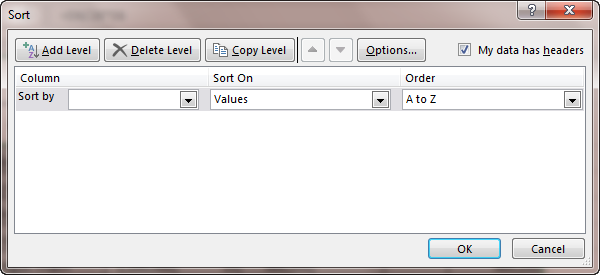 Sort
Add Level Delete Level Copy Level Options... My data has headers
Column Sort On Order
Sort by Values A to Z
OK Cancel